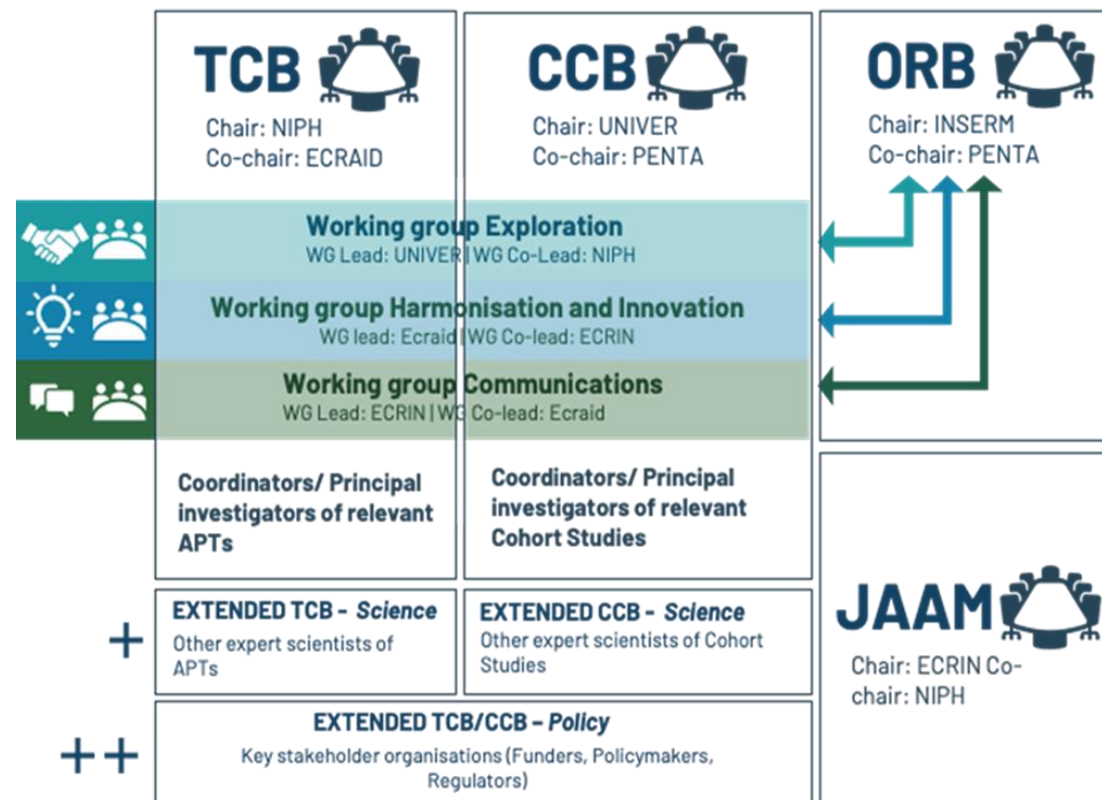 TCB
Chair: NIPH
Co-chair: ECRAID
CCB
Chair: UNIVER
Co-chair: PENTA
ORB
Chair: INSERM
Co-chair: PENTA
Working group Exploration
WG Lead: UNIVER | WG Co-Lead: NIPH
Working group Harmonisation and Innovation
WG lead: Ecraid | WG Co-lead: ECRIN
Working group Communications
WG Lead: ECRIN | WG Co-lead: Ecraid
Coordinators/ Principal
investigators of relevant
APTs
Coordinators/ Principal
investigators of relevant
Cohort Studies
+
EXTENDED TCB - Science
Other expert scientists of
APTs
EXTENDED CCB - Science
Other expert scientists of Cohort
Studies
JAAM
Chair: ECRIN Co-
chair: NIPH
++
EXTENDED TCB/CCB – Policy
Key stakeholder organisations (Funders, Policymakers,
Regulators)